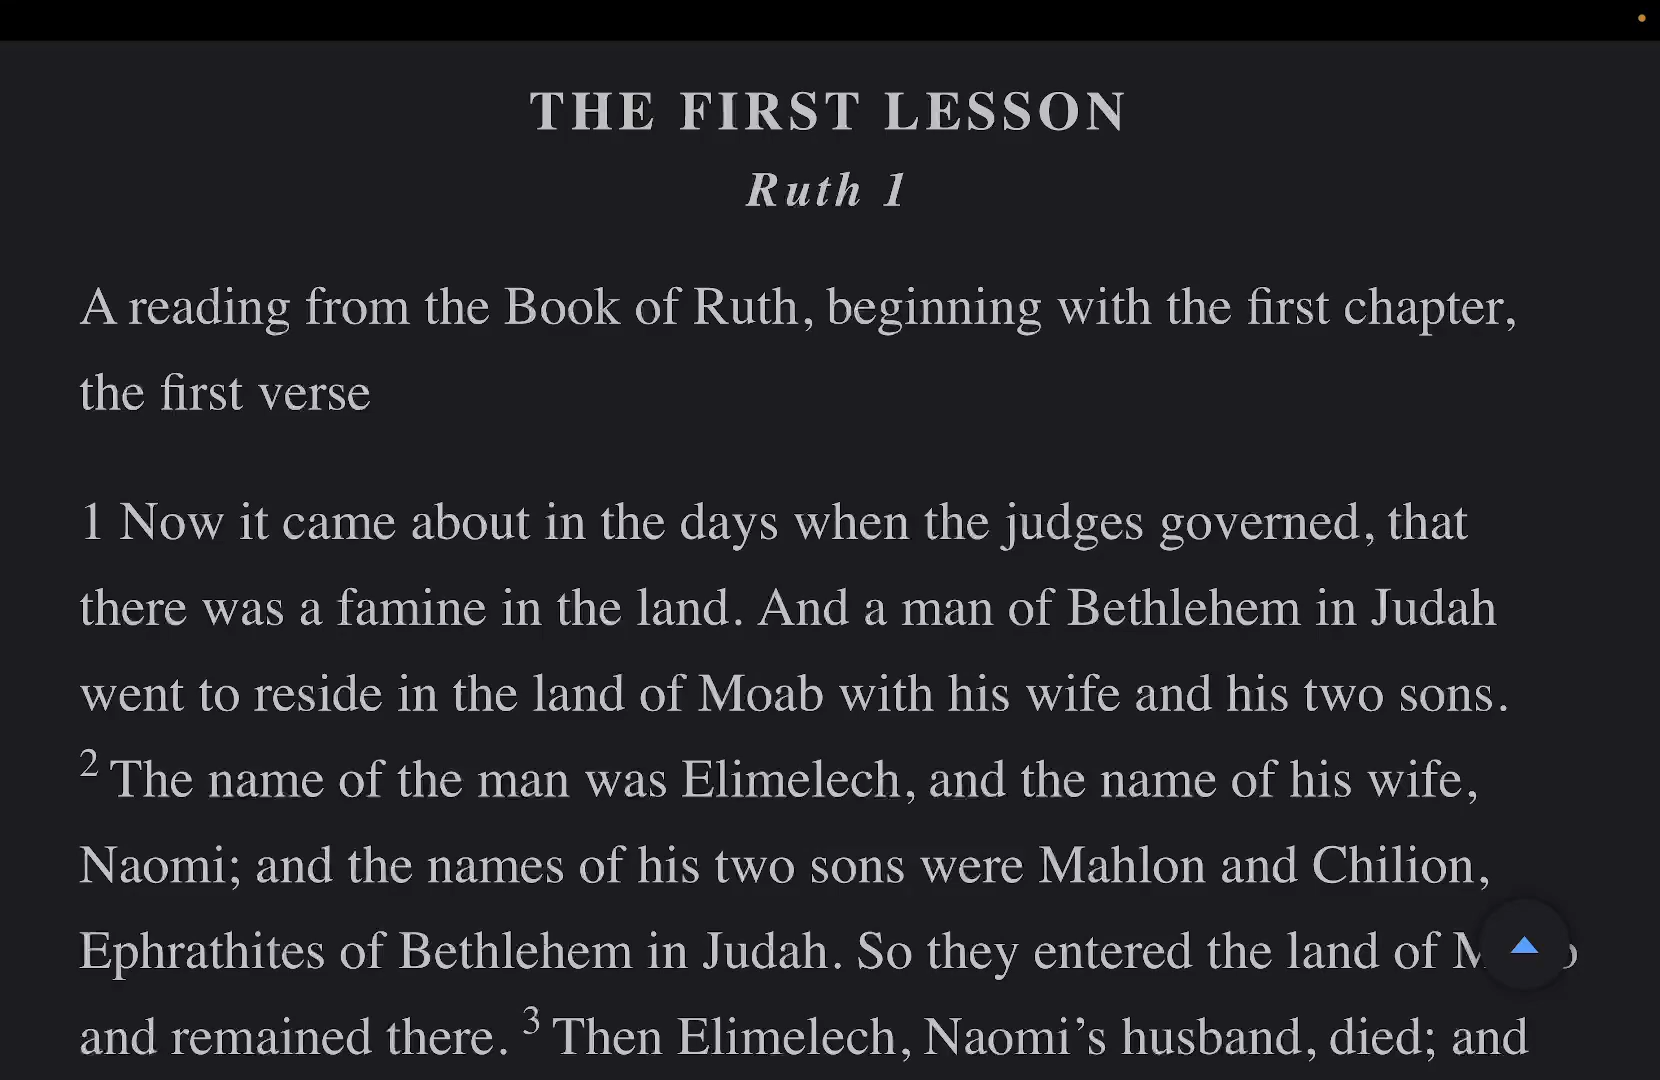 THE FIRST LESSON
Ruth 1
A reading from the Book of Ruth, beginning with the first chapter,
the first verse
1 Now it came about in the days when the judges governed, that
there was a famine in the land. And a man of Bethlehem in Judah
went to reside in the land of Moab with his wife and his two sons.
2 The name of the man was Elimelech, and the name of his wife,
Naomi; and the names of his two sons were Mahlon and Chilion,
Ephrathites of Bethlehem in Judah. So they entered the land of
and remained there. 3 Then Elimelech, Naomi’s husband, died; and